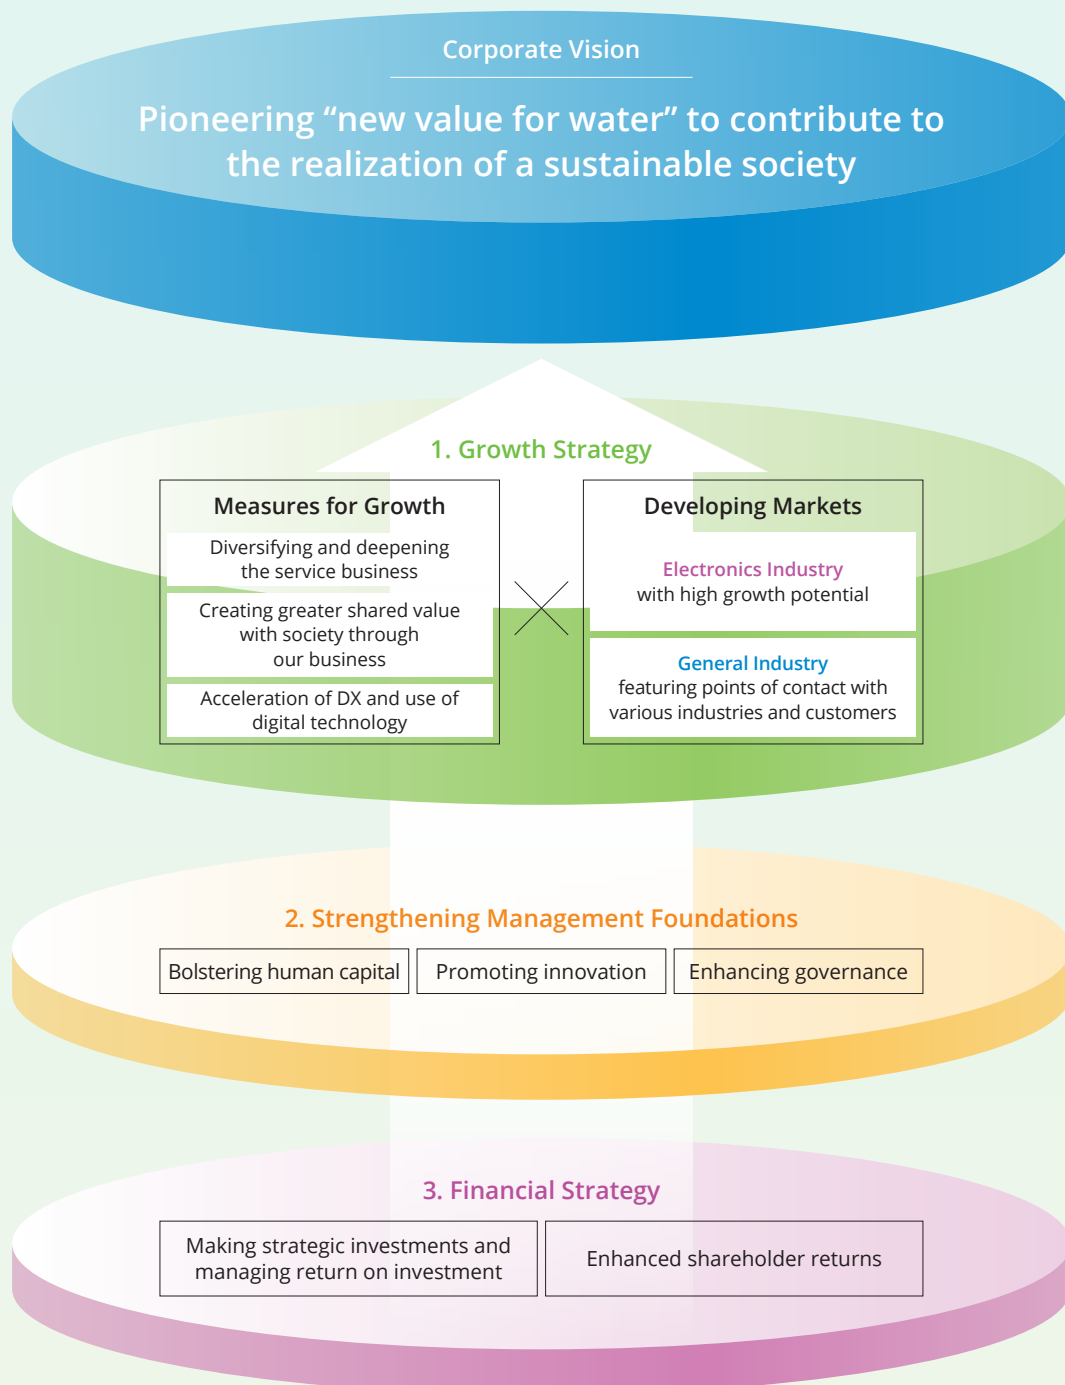 Corporate Vision
Pioneering “new value for water” to contribute to
the realization of a sustainable society
1. Growth Strategy
Measures for Growth
Diversifying and deepening
the service business
Creating greater shared value
with society through
our business
Acceleration of DX and use of
digital technology
Developing Markets
Electronics Industry
with high growth potential
General Industry
featuring points of contact with
various industries and customers
2. Strengthening Management Foundations
Bolstering human capital
Promoting innovation
Enhancing governance
3. Financial Strategy
Making strategic investments and
managing return on investment
Enhanced shareholder returns